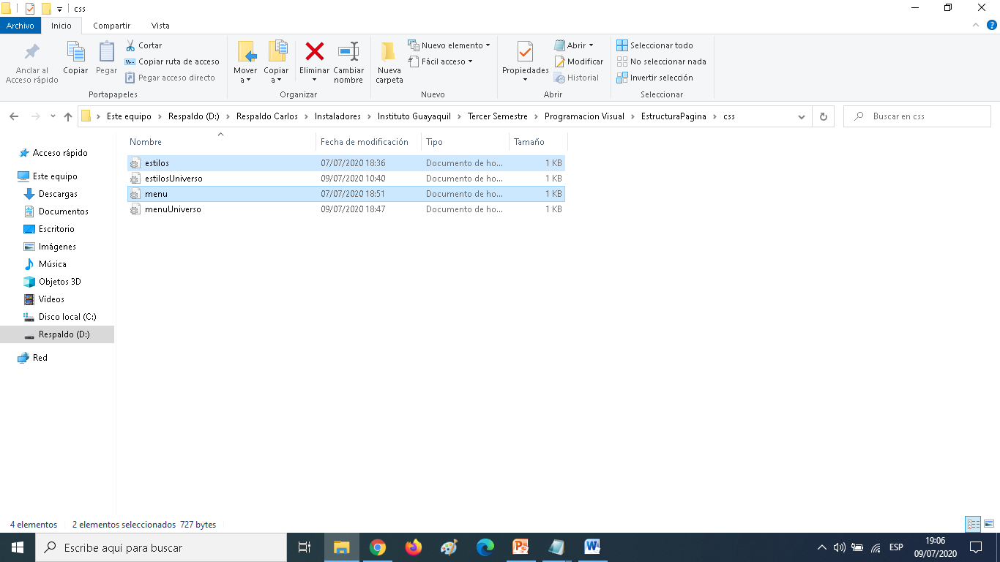 css
Archivo Inicio Compartir Vista
Anclar al Acceso rápido
Copiar
Pegar
Cortar
Copiar ruta de acceso
Pegar acceso directo
Portapapeles
Mover a
Copiar a
Eliminar
Cambiar nombre
Organizar
Nueva carpeta
Nuevo elemento
Fácil acceso
Nuevo
Propiedades
Abrir
Modificar
Historial
Abrir
Seleccionar todo
No seleccionar nada
Invertir selección
Seleccionar
Este equipo › Respaldo (D:) › Respaldo Carlos › Instaladores › Instituto Guayaquil › Tercer Semestre › Programacion Visual › EstructuraPagina › css
Buscar en css
Acceso rápido
Este equipo
Descargas
Documentos
Escritorio
Imágenes
Música
Objetos 3D
Vídeos
Disco local (C:)
Respaldo (D:)
Red
Nombre Fecha de modificación Tipo Tamaño
estilos 07/07/2020 18:36 Documento de ho... 1 KB
estilosUniverso 09/07/2020 10:40 Documento de ho... 1 KB
menu 07/07/2020 18:51 Documento de ho... 1 KB
menuUniverso 09/07/2020 18:47 Documento de ho... 1 KB
4 elementos 2 elementos seleccionados 727 bytes
Escribe aquí para buscar
ESP
19:06
09/07/2020